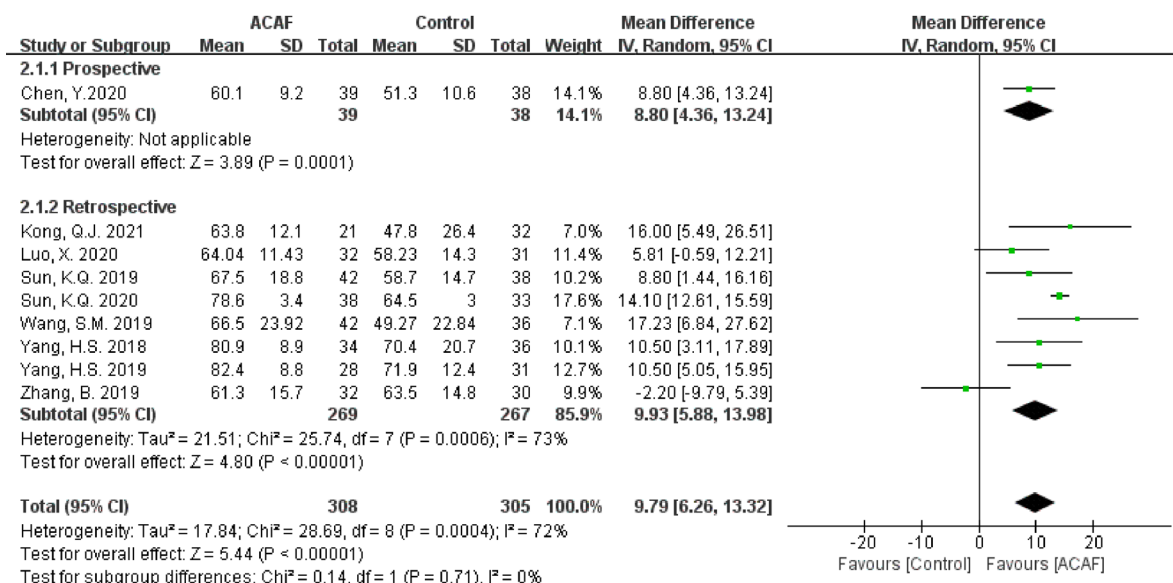 ACAF Control Mean Difference Mean Difference
Study or Subgroup Mean SD Total Mean SD Total Weight IV, Random, 95% CI IV, Random, 95% CI
2.1.1 Prospective
Chen, Y.2020 60.1 9.2 39 51.3 10.6 38 14.1% 8.80 [4.36, 13.24]
Subtotal (95% CI) 39 38 14.1% 8.80 [4.36, 13.24]
Heterogeneity: Not applicable
Test for overall effect: Z = 3.89 (P = 0.0001)
2.1.2 Retrospective
Kong, Q.J. 2021 63.8 12.1 21 47.8 26.4 32 7.0% 16.00 [5.49, 26.51]
Luo, X. 2020 64.04 11.43 32 58.23 14.3 31 11.4% 5.81 [-0.59, 12.21]
Sun, K.Q. 2019 67.5 18.8 42 58.7 14.7 38 10.2% 8.80 [1.44, 16.16]
Sun, K.Q. 2020 78.6 3.4 38 64.5 3 33 17.6% 14.10 [12.61, 15.59]
Wang, S.M. 2019 66.5 23.92 42 49.27 22.84 36 7.1% 17.23 [6.84, 27.62]
Yang, H.S. 2018 80.9 8.9 34 70.4 20.7 36 10.1% 10.50 [3.11, 17.89]
Yang, H.S. 2019 82.4 8.8 28 71.9 12.4 31 12.7% 10.50 [5.05, 15.95]
Zhang, B. 2019 61.3 15.7 32 63.5 14.8 30 9.9% -2.20 [-9.79, 5.39]
Subtotal (95% CI) 269 267 85.9% 9.93 [5.88, 13.98]
Heterogeneity: Tau² = 21.51; Chi² = 25.74, df = 7 (P = 0.0006); I² = 73%
Test for overall effect: Z = 4.80 (P < 0.00001)
Total (95% CI) 308 305 100.0% 9.79 [6.26, 13.32]
Heterogeneity: Tau² = 17.84; Chi² = 28.69, df = 8 (P = 0.0004); I² = 72%
Test for overall effect: Z = 5.44 (P < 0.00001)
Test for subgroup differences: Chi² = 0.14, df = 1 (P = 0.71), I² = 0%
-20 -10 0 10 20
Favours [Control] Favours [ACAF]